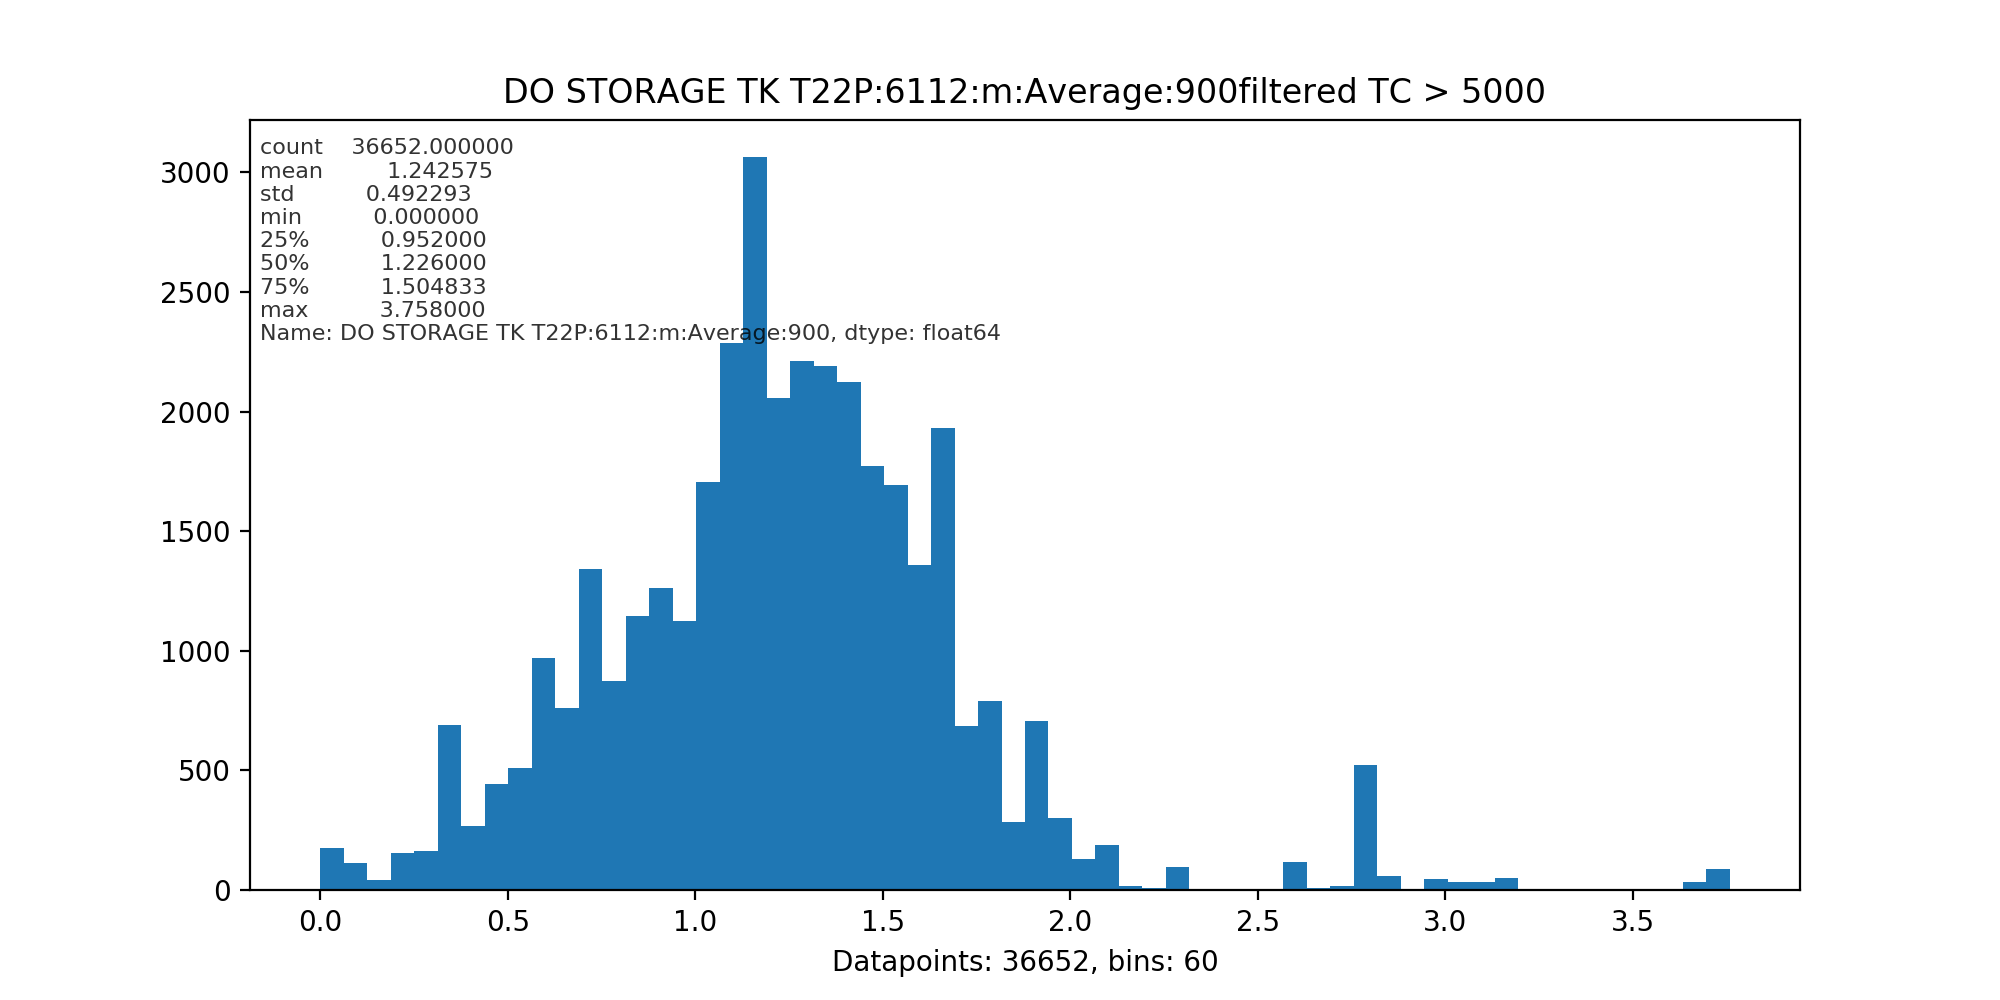 DO STORAGE TK T22P:6112:m:Average:900filtered TC > 5000
count 36652.000000
mean 1.242575
std 0.492293
min 0.000000
25% 0.952000
50% 1.226000
75% 1.504833
max 3.758000
Name: DO STORAGE TK T22P:6112:m:Average:900, dtype: float64
3000
2500
2000
1500
1000
500
0
0.0 0.5 1.0 1.5 2.0 2.5 3.0 3.5
Datapoints: 36652, bins: 60